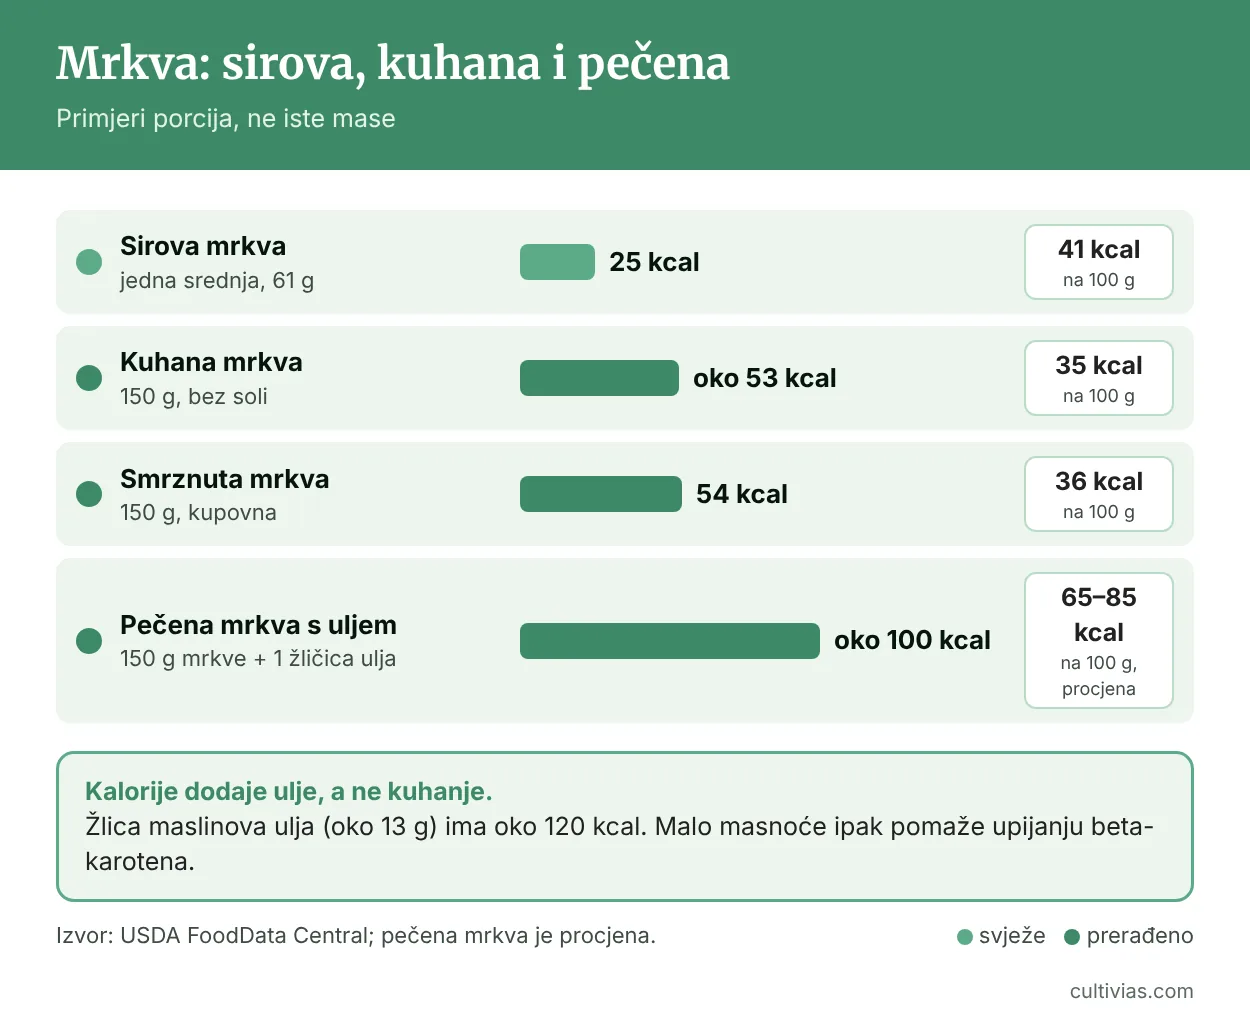 Mrkva: sirova, kuhana i pečena
Primjeri porcija, ne iste mase
Sirova mrkva
jedna srednja, 61 g
25 kcal
41 kcal
na 100 g
Kuhana mrkva
150 g, bez soli
oko 53 kcal
35 kcal
na 100 g
Smrznuta mrkva
150 g, kupovna
54 kcal
36 kcal
na 100 g
Pečena mrkva s uljem
150 g mrkve + 1 žličica ulja
oko 100 kcal
65–85
kcal
na 100 g,
procjena
Kalorije dodaje ulje, a ne kuhanje.
Žlica maslinova ulja (oko 13 g) ima oko 120 kcal. Malo masnoće ipak pomaže upijanju beta-
karotena.
Izvor: USDA FoodData Central; pečena mrkva je procjena.
svježe
prerađeno
cultivias.com